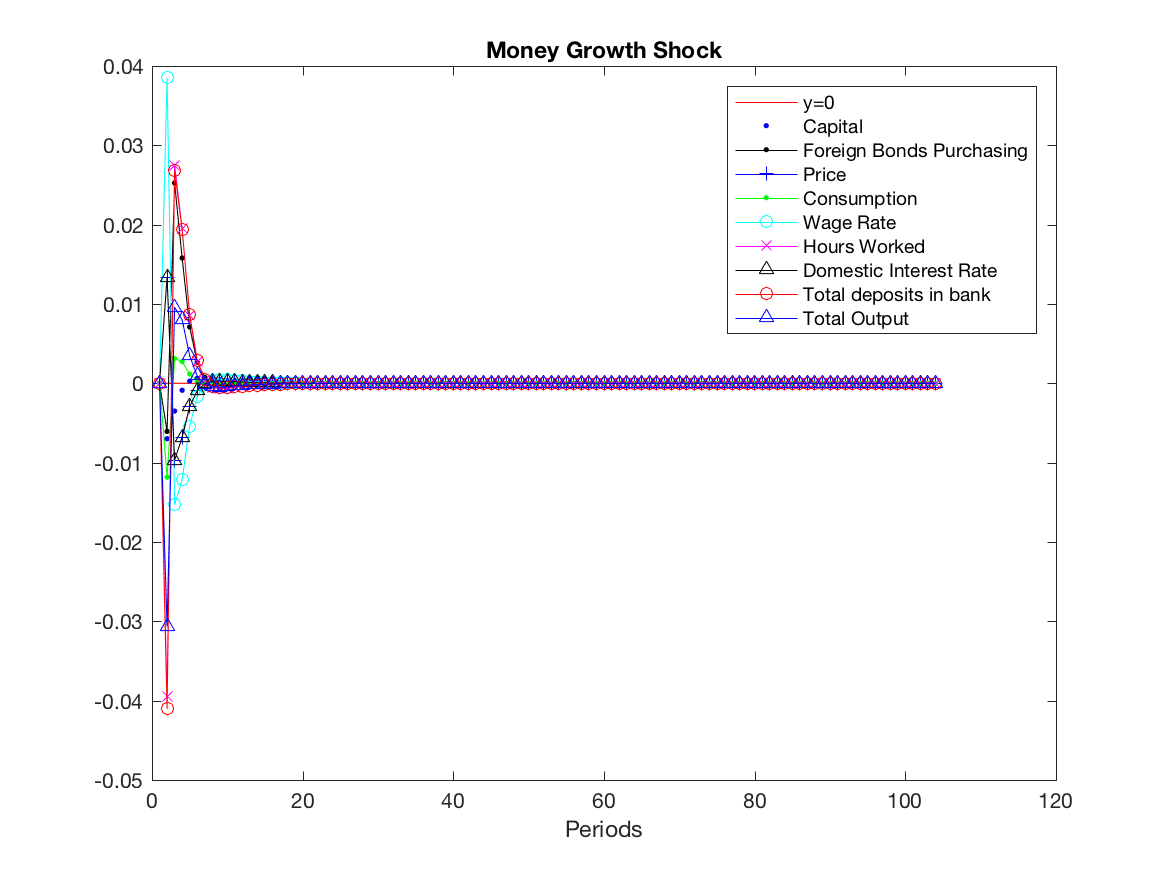 Money Growth Shock
0.04
0.03
0.02
0.01
0
-0.01
-0.02
-0.03
-0.04
-0.05
y=0
Capital
Foreign Bonds Purchasing
Price
Consumption
Wage Rate
Hours Worked
Domestic Interest Rate
Total deposits in bank
Total Output
0 20 40 60 80 100 120
Periods